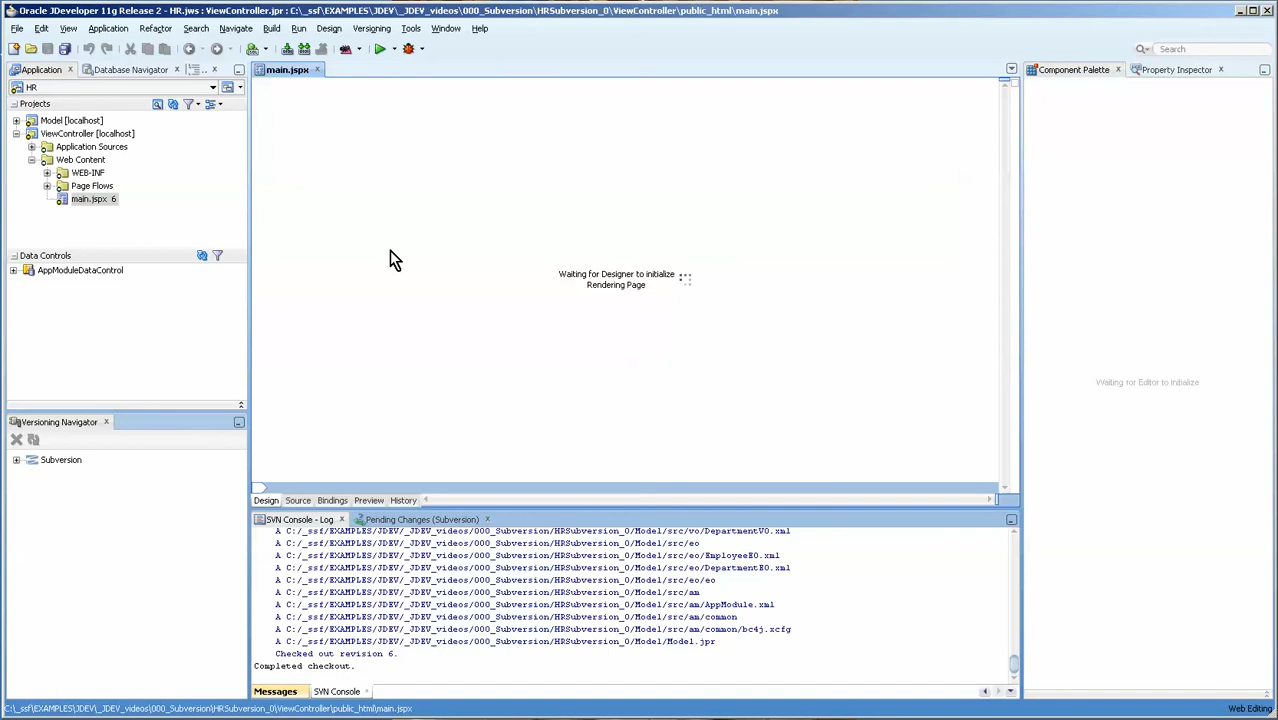 Oracle JDeveloper 11g Release 2 - HR.jws : ViewController.jpr : C:\_ssf\EXAMPLES\JDEV\_JDEV_videos\000_Subversion\HRSubversion_0\ViewController\public_html\main.jspx
File Edit View Application Refactor Search Navigate Build Run Design Versioning Tools Window Help
Search
Application
Database Navigator
main.jspx
Component Palette
Property Inspector
HR
Projects
Model [localhost]
ViewController [localhost]
Application Sources
Web Content
WEB-INF
Page Flows
main.jspx 6
Data Controls
AppModuleDataControl
Waiting for Designer to initialize
Rendering Page
Waiting for Editor to initialize
Versioning Navigator
Subversion
Design Source Bindings Preview History
SVN Console - Log
Pending Changes (Subversion)
A C:/_ssf/EXAMPLES/JDEV/_JDEV_videos/000_Subversion/HRSubversion_0/Model/src/vo/DepartmentVO.xml
A C:/_ssf/EXAMPLES/JDEV/_JDEV_videos/000_Subversion/HRSubversion_0/Model/src/eo
A C:/_ssf/EXAMPLES/JDEV/_JDEV_videos/000_Subversion/HRSubversion_0/Model/src/eo/EmployeeEO.xml
A C:/_ssf/EXAMPLES/JDEV/_JDEV_videos/000_Subversion/HRSubversion_0/Model/src/eo/DepartmentEO.xml
A C:/_ssf/EXAMPLES/JDEV/_JDEV_videos/000_Subversion/HRSubversion_0/Model/src/eo/eo
A C:/_ssf/EXAMPLES/JDEV/_JDEV_videos/000_Subversion/HRSubversion_0/Model/src/am
A C:/_ssf/EXAMPLES/JDEV/_JDEV_videos/000_Subversion/HRSubversion_0/Model/src/am/AppModule.xml
A C:/_ssf/EXAMPLES/JDEV/_JDEV_videos/000_Subversion/HRSubversion_0/Model/src/am/common
A C:/_ssf/EXAMPLES/JDEV/_JDEV_videos/000_Subversion/HRSubversion_0/Model/src/am/common/bc4j.xcfg
A C:/_ssf/EXAMPLES/JDEV/_JDEV_videos/000_Subversion/HRSubversion_0/Model/Model.jpr
Checked out revision 6.
Completed checkout.
Messages
SVN Console
C:\_ssf\EXAMPLES\JDEV\_JDEV_videos\000_Subversion\HRSubversion_0\ViewController\public_html\main.jspx
Web Editing